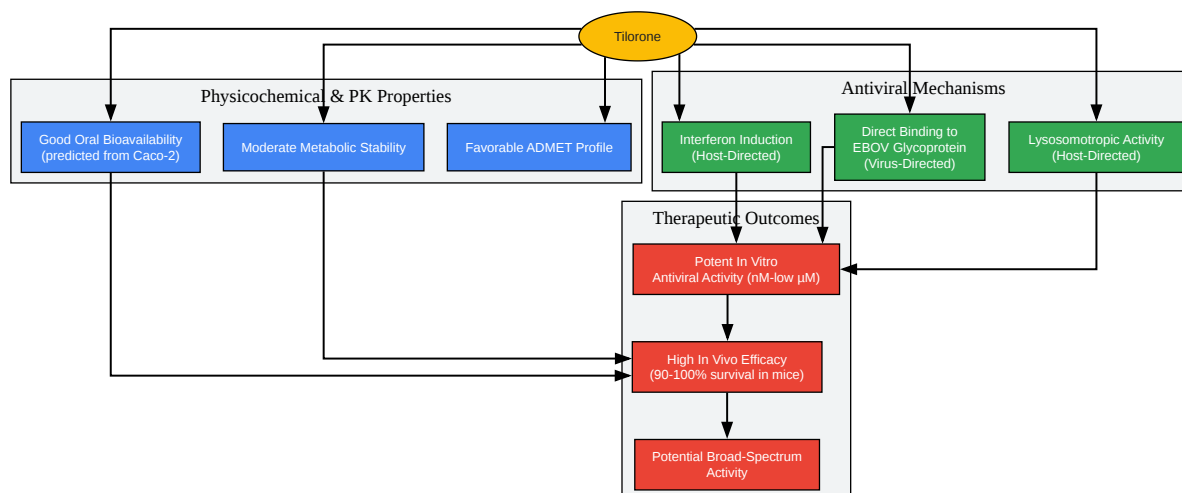 Tilorone
Physicochemical & PK Properties
Good Oral Bioavailability
(predicted from Caco-2)
Moderate Metabolic Stability
Favorable ADMET Profile
Antiviral Mechanisms
Interferon Induction
(Host-Directed)
Direct Binding to
EBOV Glycoprotein
(Virus-Directed)
Lysosomotropic Activity
(Host-Directed)
Therapeutic Outcomes
Potent In Vitro
Antiviral Activity (nM-low µM)
High In Vivo Efficacy
(90-100% survival in mice)
Potential Broad-Spectrum
Activity